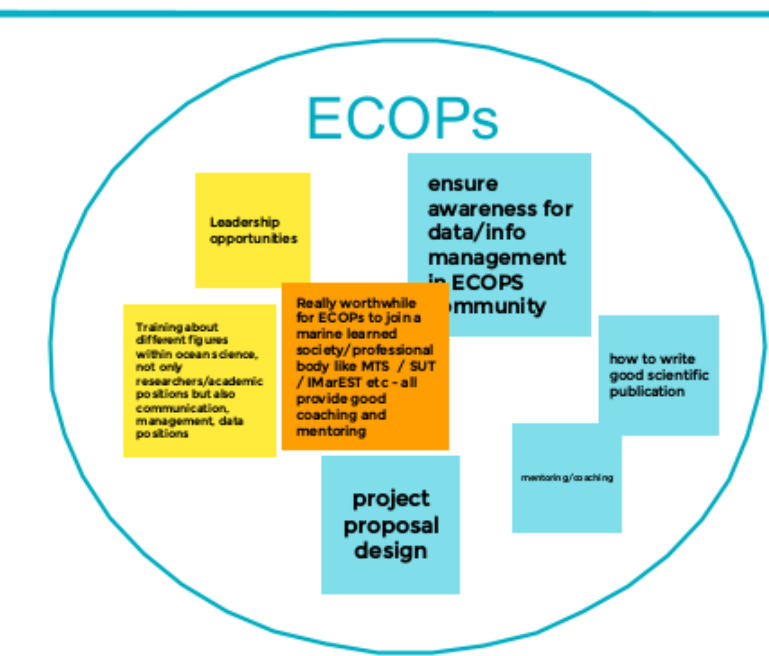 ECOPs
Leadership
opportunities
ensure
awareness for
data/info
management
in ECOPS
mmunity
Training about
different figures
within ocean science,
not only
researchers/academic
positions but also
communication,
management, data
positions
Really worthwhile
for ECOPs to join a
marine learned
society/professional
body like MTS / SUT
/ IMarEST etc - all
provide good
coaching and
mentoring
how to write
good scientific
publication
mentoring/coaching
project
proposal
design